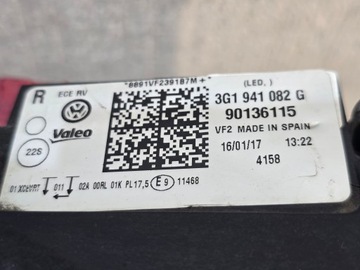 R ECE RV
*BBS1VF2391B7M+
(LED, )
Valeo
3G1 941 082 G
90136115
VF2 MADE IN SPAIN
22S
16/01/17 13:22
4158
011 02A 00RL 01K PL17,5 E9 11468